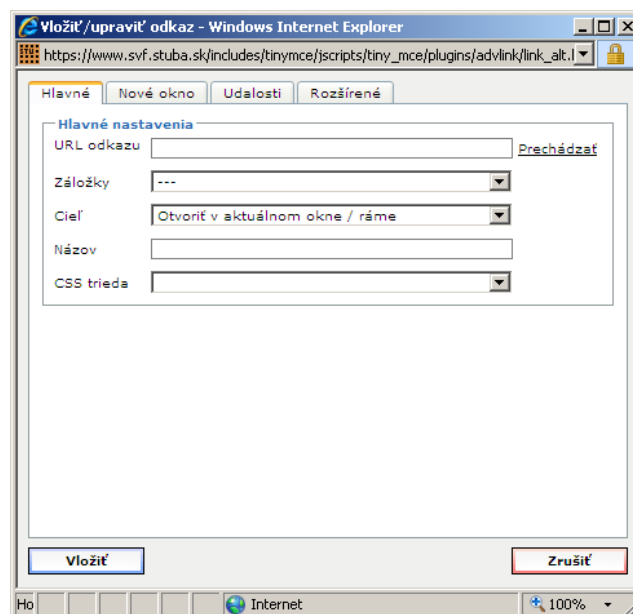 Vložiť/upraviť odkaz - Windows Internet Explorer
https://www.svf.stuba.sk/includes/tinymce/jscripts/tiny_mce/plugins/advlink/link_alt.l
Hlavné Nové okno Udalosti Rozšírené
Hlavné nastavenia
URL odkazu Prechádzať
Záložky ---
Cieľ Otvoriť v aktuálnom okne / ráme
Názov
CSS trieda
Vložiť Zrušiť
Ho Internet 100%